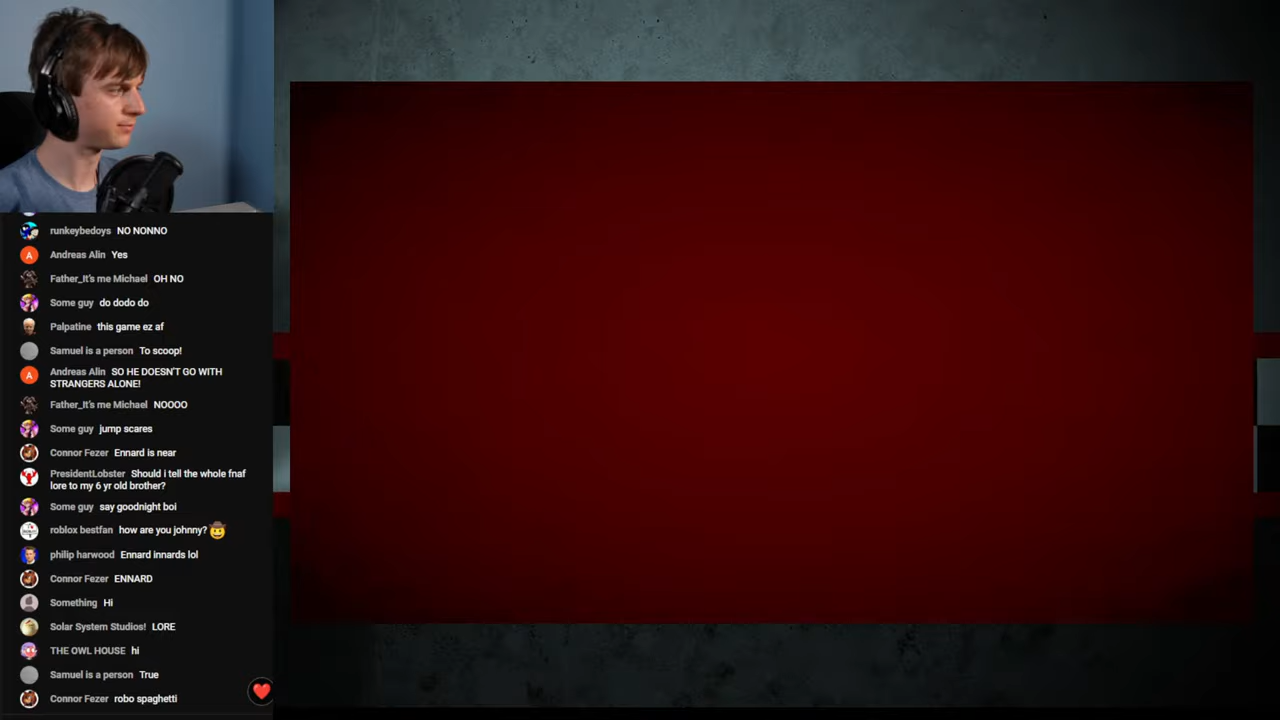 runkeybedoys NO NONNO
Andreas Alin Yes
Father_It's me Michael OH NO
Some guy do dodo do
Palpatine this game ez af
Samuel is a person To scoop!
Andreas Alin SO HE DOESN'T GO WITH
STRANGERS ALONE!
Father_It's me Michael NOOOO
Some guy jump scares
Connor Fezer Ennard is near
PresidentLobster Should i tell the whole fnaf
lore to my 6 yr old brother?
Some guy say goodnight boi
roblox bestfan how are you johnny? 🤠
philip harwood Ennard innards lol
Connor Fezer ENNARD
Something Hi
Solar System Studios! LORE
THE OWL HOUSE hi
Samuel is a person True
Connor Fezer robo spaghetti